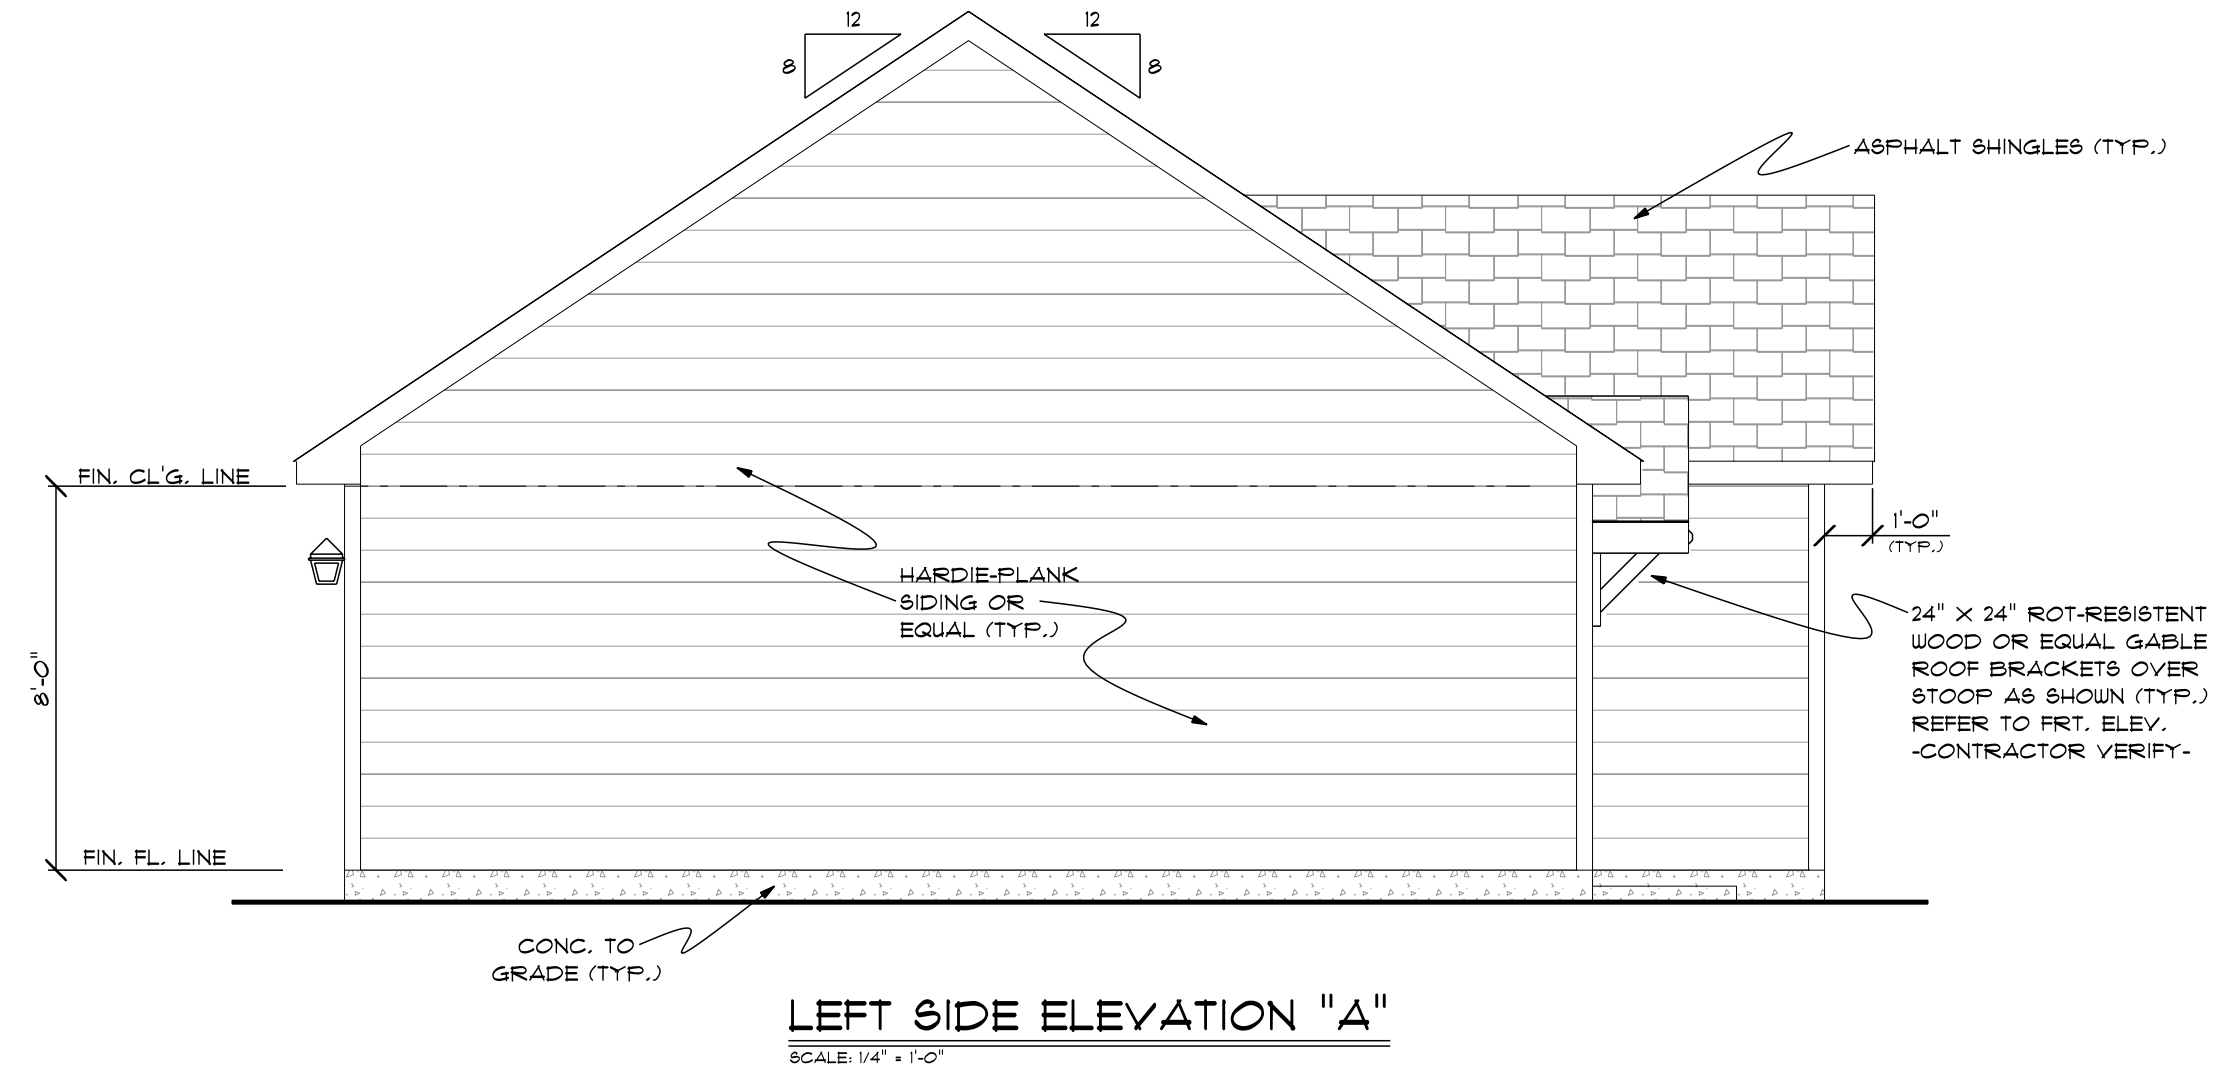 12
12
8
8
ASPHALT SHINGLES (TYP.)
FIN. CL'G. LINE
1'-0"
(TYP.)
HARDIE-PLANK
SIDING OR
EQUAL (TYP.)
24" X 24" ROT-RESISTENT
WOOD OR EQUAL GABLE
ROOF BRACKETS OVER
STOOP AS SHOWN (TYP.)
REFER TO FRT. ELEV.
-CONTRACTOR VERIFY-
8'-0"
FIN. FL. LINE
CONC. TO
GRADE (TYP.)
LEFT SIDE ELEVATION "A"
SCALE: 1/4" = 1'-0"